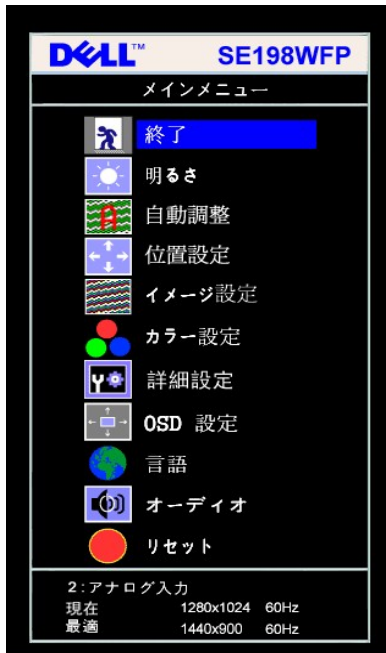 DELL™ SE198WFP
メインメニュー
終了
明るさ
自動調整
位置設定
イメージ設定
カラー設定
詳細設定
OSD 設定
言語
オーディオ
リセット
2:アナログ入力
現在 1280x1024 60Hz
最適 1440x900 60Hz